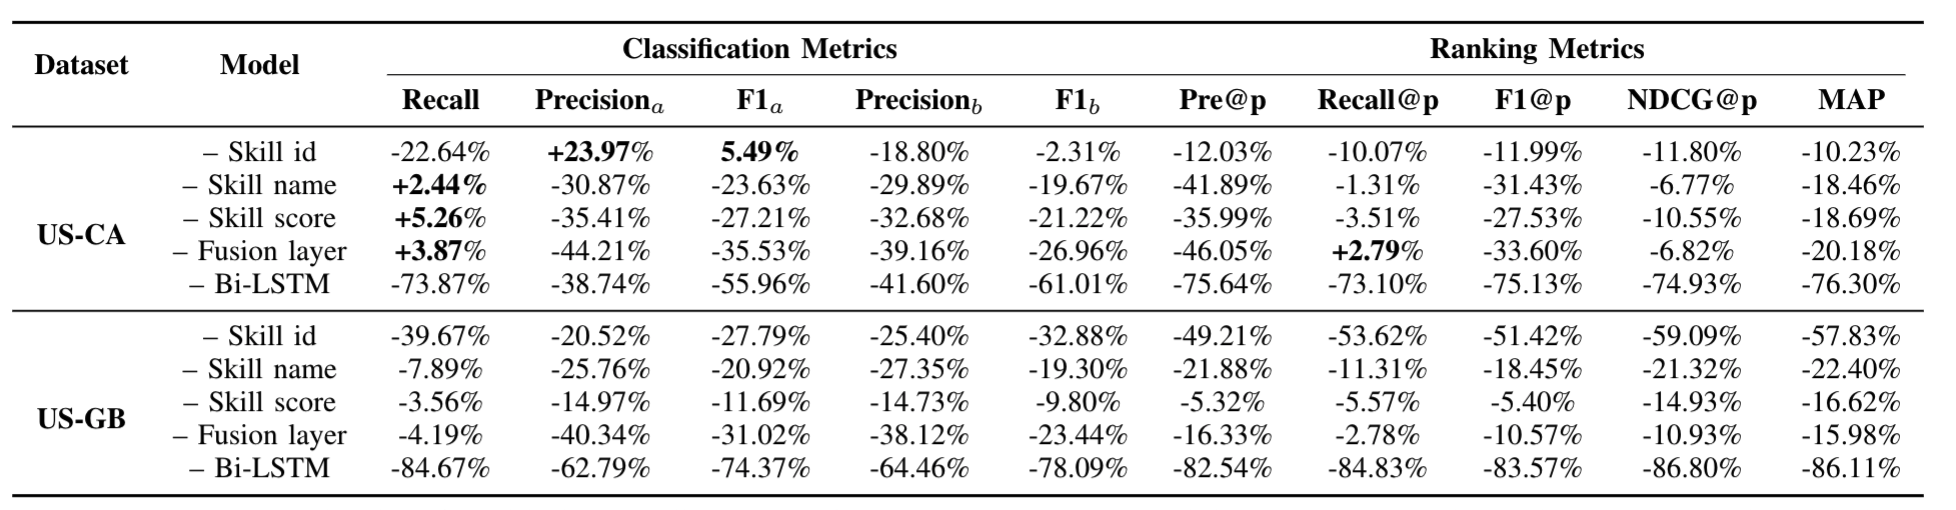 Dataset Model Classification Metrics Ranking Metrics
Recall Precisionₐ F1ₐ Precision_b F1_b Pre@p Recall@p F1@p NDCG@p MAP
US-CA
– Skill id -22.64% +23.97% 5.49% -18.80% -2.31% -12.03% -10.07% -11.99% -11.80% -10.23%
– Skill name +2.44% -30.87% -23.63% -29.89% -19.67% -41.89% -1.31% -31.43% -6.77% -18.46%
– Skill score +5.26% -35.41% -27.21% -32.68% -21.22% -35.99% -3.51% -27.53% -10.55% -18.69%
– Fusion layer +3.87% -44.21% -35.53% -39.16% -26.96% -46.05% +2.79% -33.60% -6.82% -20.18%
– Bi-LSTM -73.87% -38.74% -55.96% -41.60% -61.01% -75.64% -73.10% -75.13% -74.93% -76.30%
US-GB
– Skill id -39.67% -20.52% -27.79% -25.40% -32.88% -49.21% -53.62% -51.42% -59.09% -57.83%
– Skill name -7.89% -25.76% -20.92% -27.35% -19.30% -21.88% -11.31% -18.45% -21.32% -22.40%
– Skill score -3.56% -14.97% -11.69% -14.73% -9.80% -5.32% -5.57% -5.40% -14.93% -16.62%
– Fusion layer -4.19% -40.34% -31.02% -38.12% -23.44% -16.33% -2.78% -10.57% -10.93% -15.98%
– Bi-LSTM -84.67% -62.79% -74.37% -64.46% -78.09% -82.54% -84.83% -83.57% -86.80% -86.11%